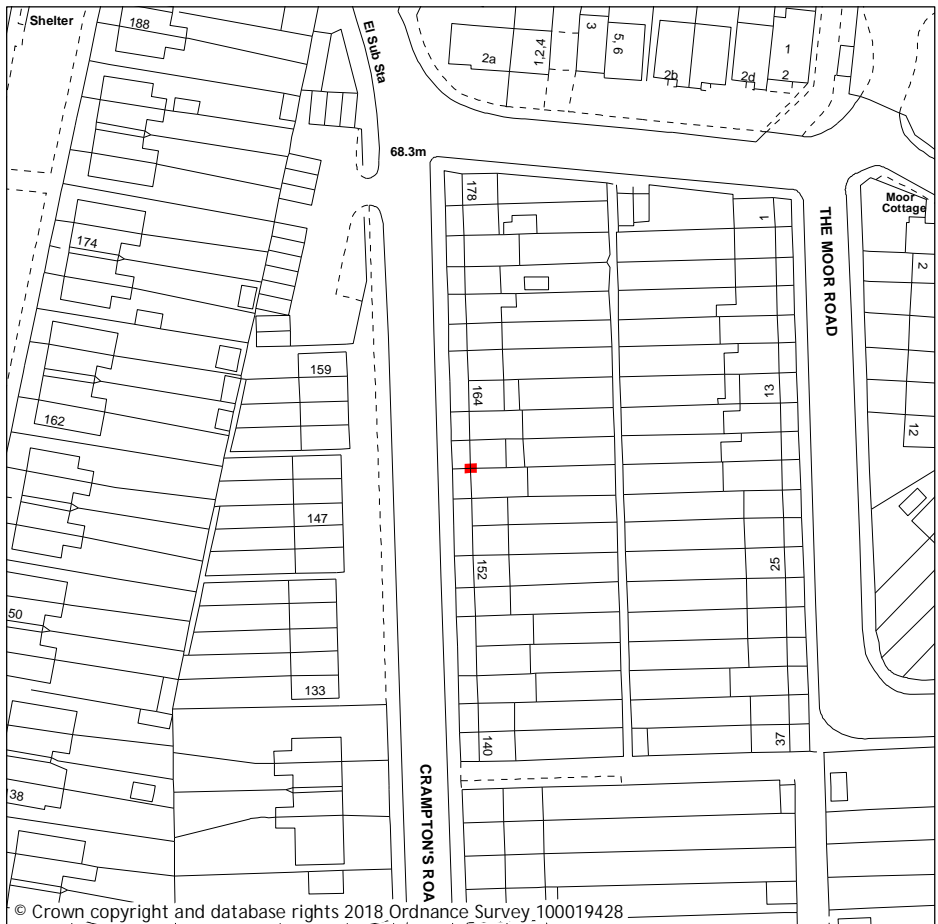 Shelter
188
El Sub Sta
2a
1,2,4
3
5,6
2b
2d
1
2
68.3m
178
1
Moor
Cottage
THE MOOR ROAD
2
174
159
164
13
162
12
147
152
25
50
133
140
37
138
CRAMPTON'S ROA
© Crown copyright and database rights 2018 Ordnance Survey 100019428